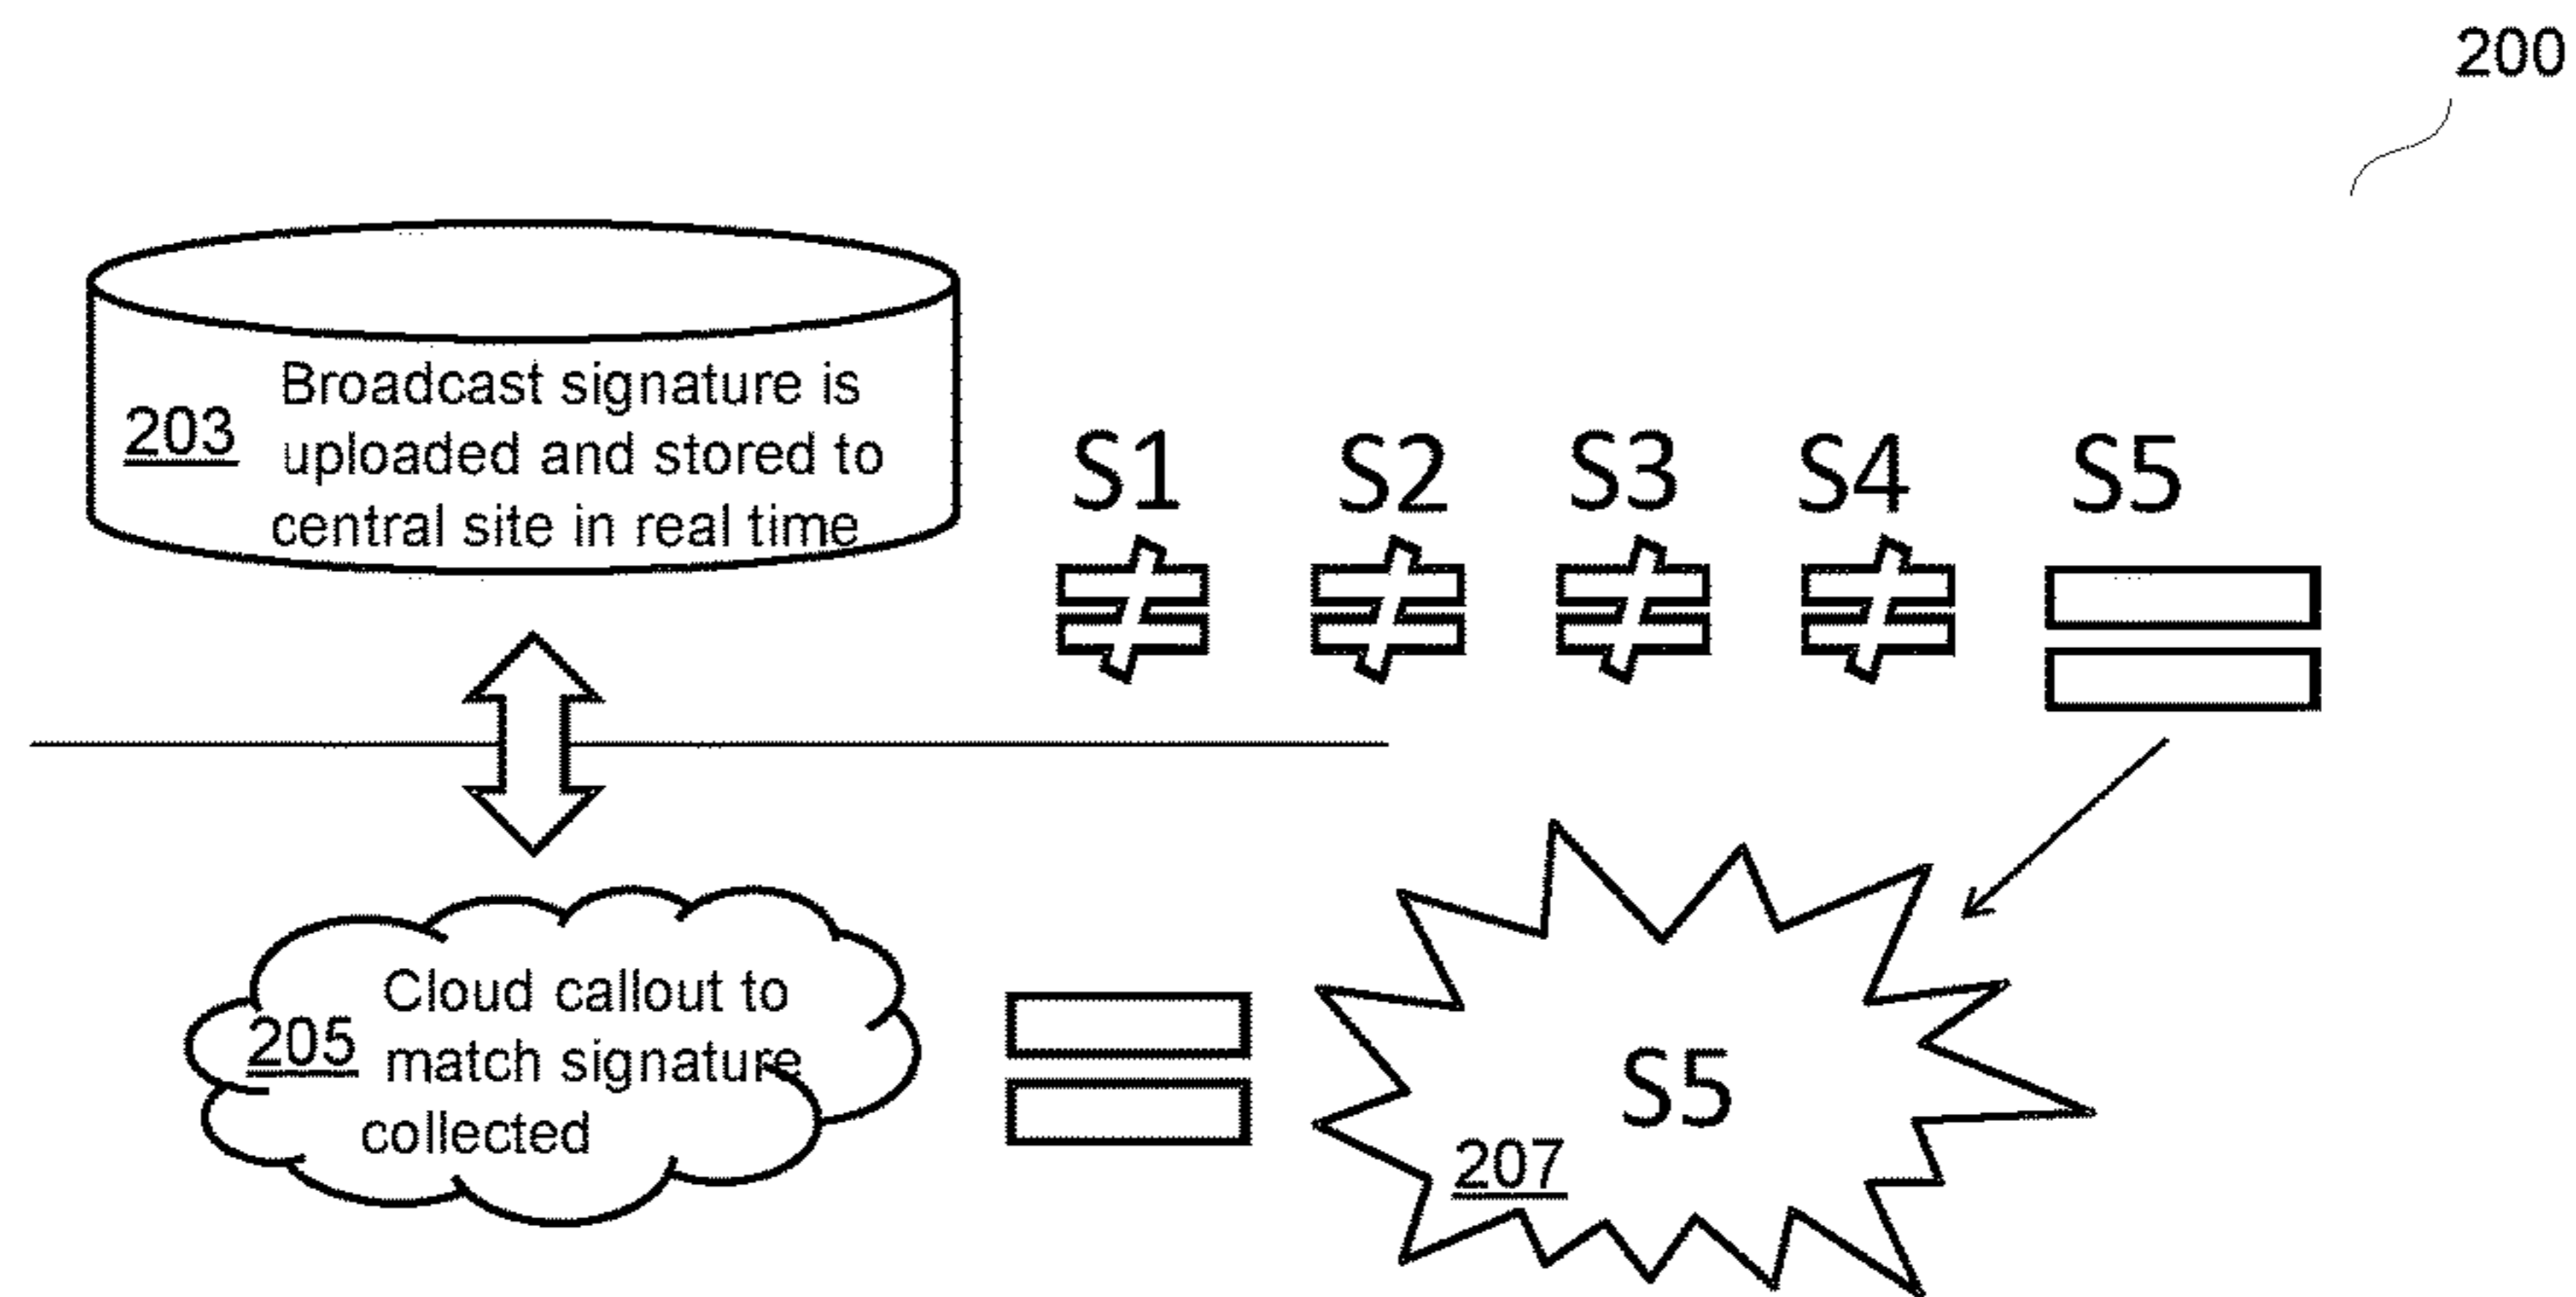 200
203 Broadcast signature is
uploaded and stored to
central site in real time
S1 S2 S3 S4 S5
205 Cloud callout to
match signature
collected
S5
207